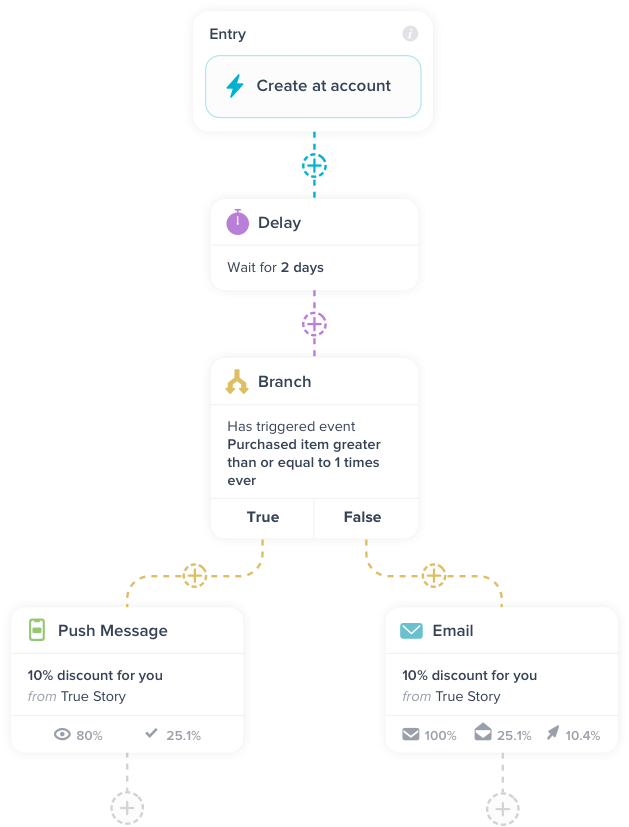 Entry
i
Create at account
Delay
Wait for 2 days
Branch
Has triggered event
Purchased item greater
than or equal to 1 times
ever
True
False
Push Message
10% discount for you
from True Story
80%
25.1%
Email
10% discount for you
from True Story
100%
25.1%
10.4%